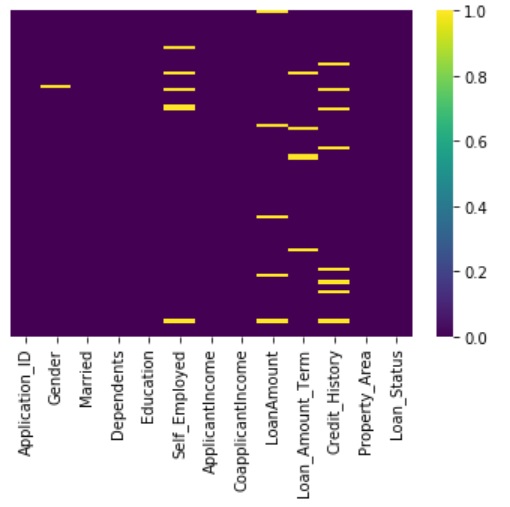 1.0
0.8
0.6
0.4
0.2
0.0
Application_ID
Gender
Married
Dependents
Education
Self_Employed
ApplicantIncome
CoapplicantIncome
LoanAmount
Loan_Amount_Term
Credit_History
Property_Area
Loan_Status